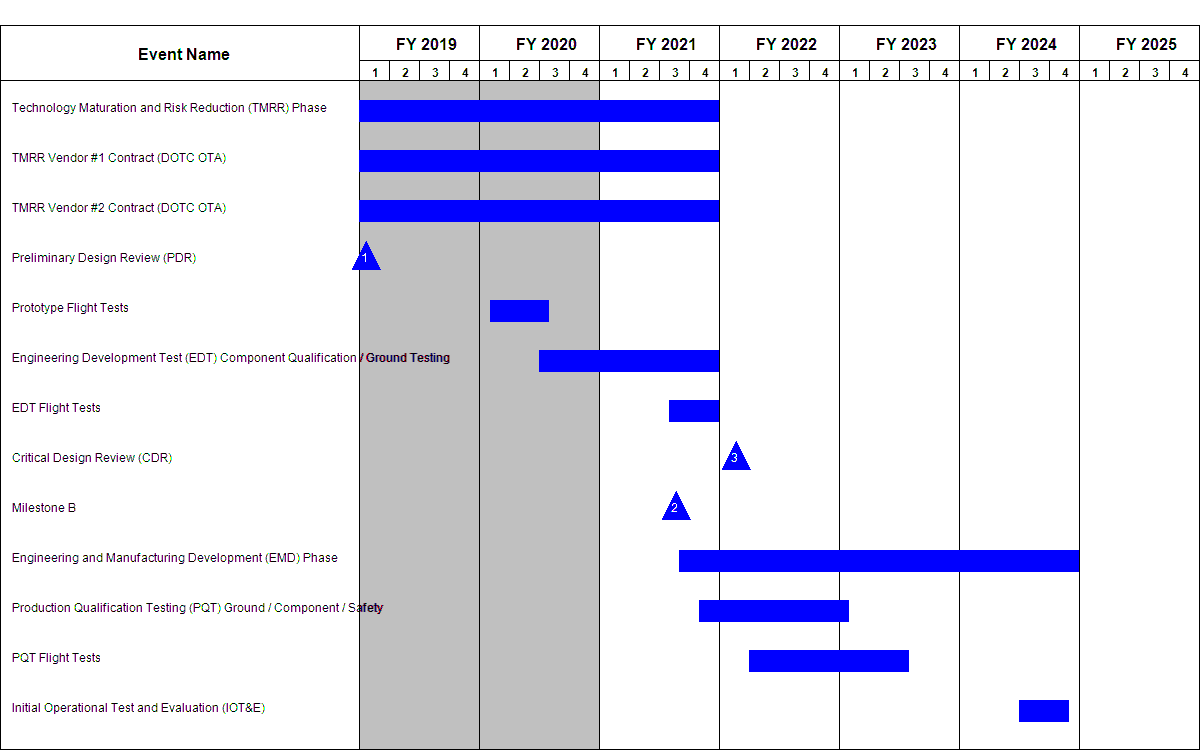 Event Name FY 2019 FY 2020 FY 2021 FY 2022 FY 2023 FY 2024 FY 2025
1 2 3 4 1 2 3 4 1 2 3 4 1 2 3 4 1 2 3 4 1 2 3 4 1 2 3 4
Technology Maturation and Risk Reduction (TMRR) Phase
TMRR Vendor #1 Contract (DOTC OTA)
TMRR Vendor #2 Contract (DOTC OTA)
Preliminary Design Review (PDR) 1
Prototype Flight Tests
Engineering Development Test (EDT) Component Qualification / Ground Testing
EDT Flight Tests
Critical Design Review (CDR) 3
Milestone B 2
Engineering and Manufacturing Development (EMD) Phase
Production Qualification Testing (PQT) Ground / Component / Safety
PQT Flight Tests
Initial Operational Test and Evaluation (IOT&E)